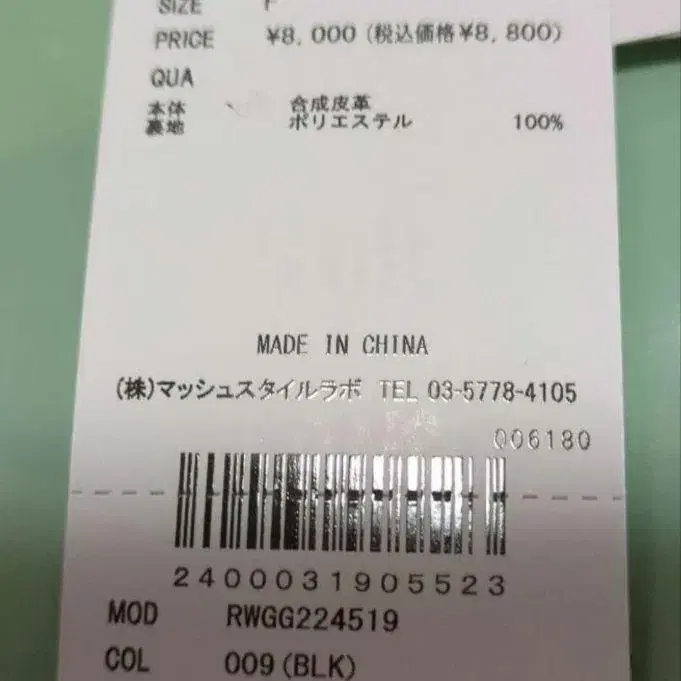 SIZE F
PRICE ¥8,000 (税込価格¥8,800)
QUA
本体 合成皮革
裏地 ポリエステル 100%
MADE IN CHINA
(株)マッシュスタイルラボ TEL 03-5778-4105
006180
2400031905523
MOD RWGG224519
COL 009(BLK)